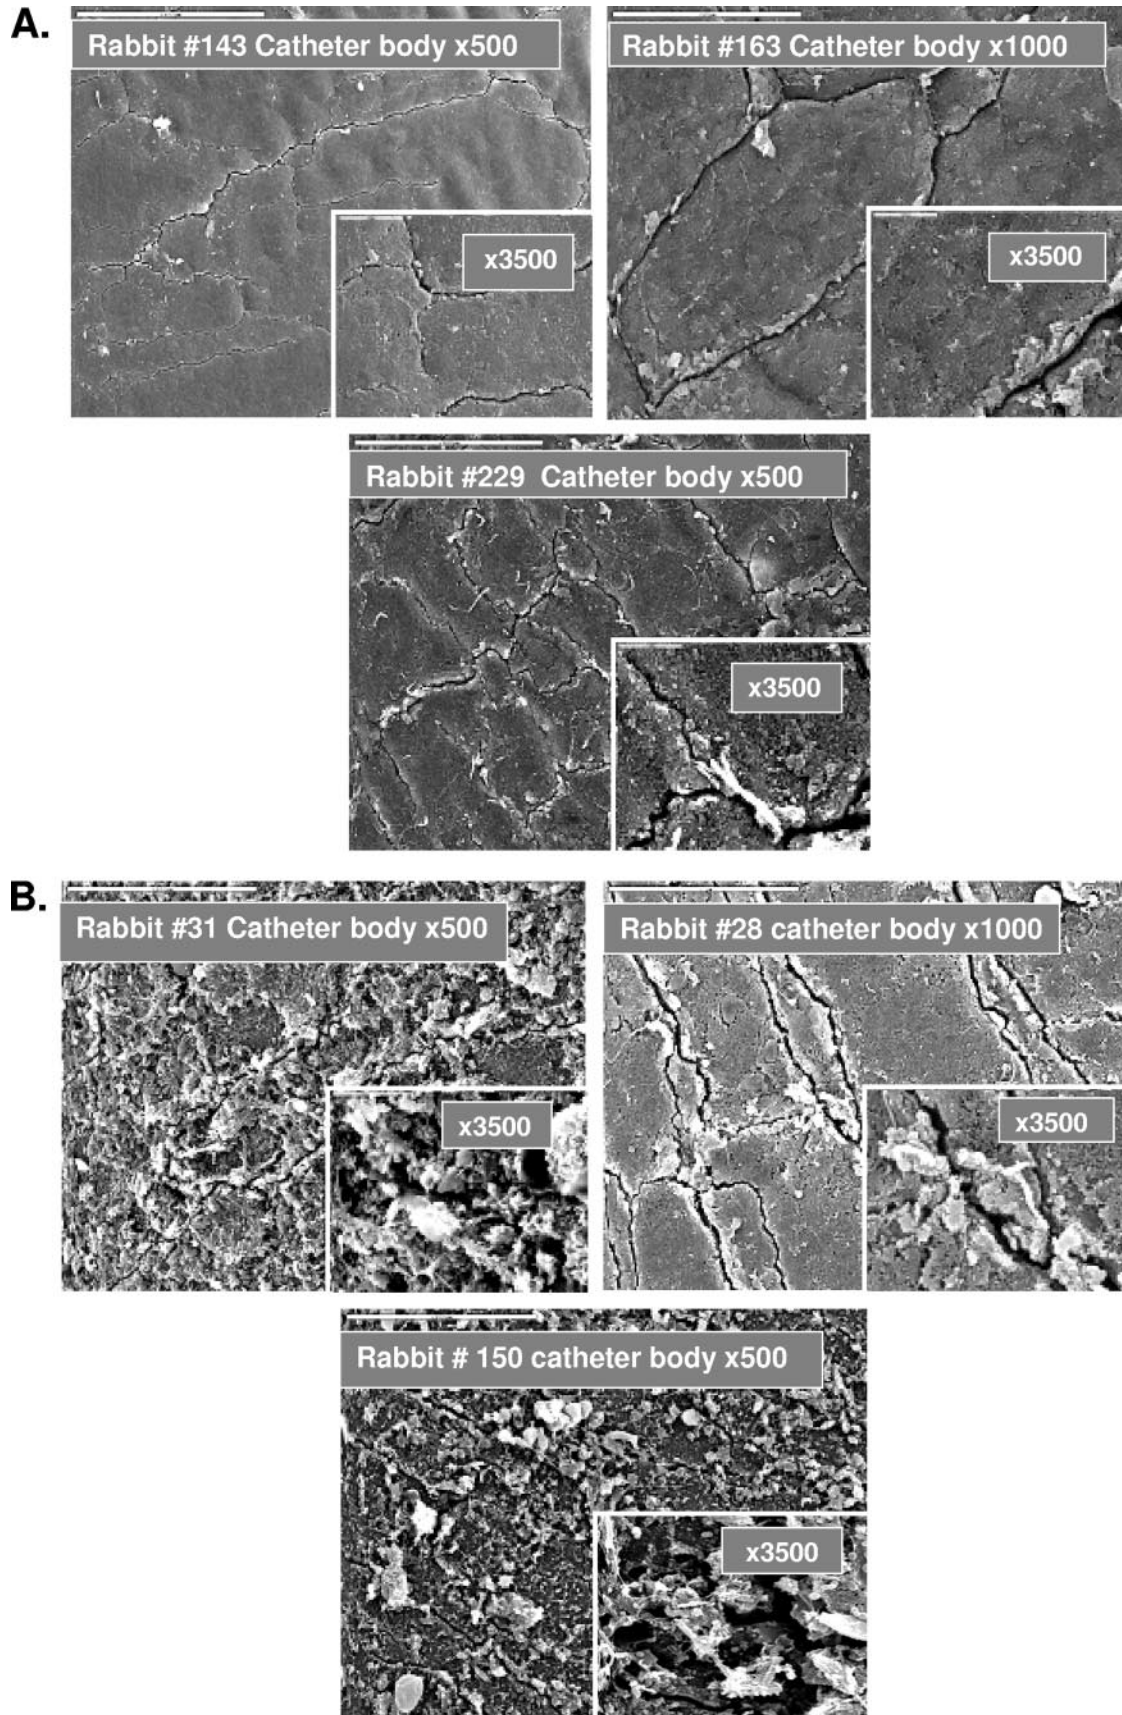 A.
Rabbit #143 Catheter body x500
x3500
Rabbit #163 Catheter body x1000
x3500
Rabbit #229 Catheter body x500
x3500
B.
Rabbit #31 Catheter body x500
x3500
Rabbit #28 catheter body x1000
x3500
Rabbit # 150 catheter body x500
x3500